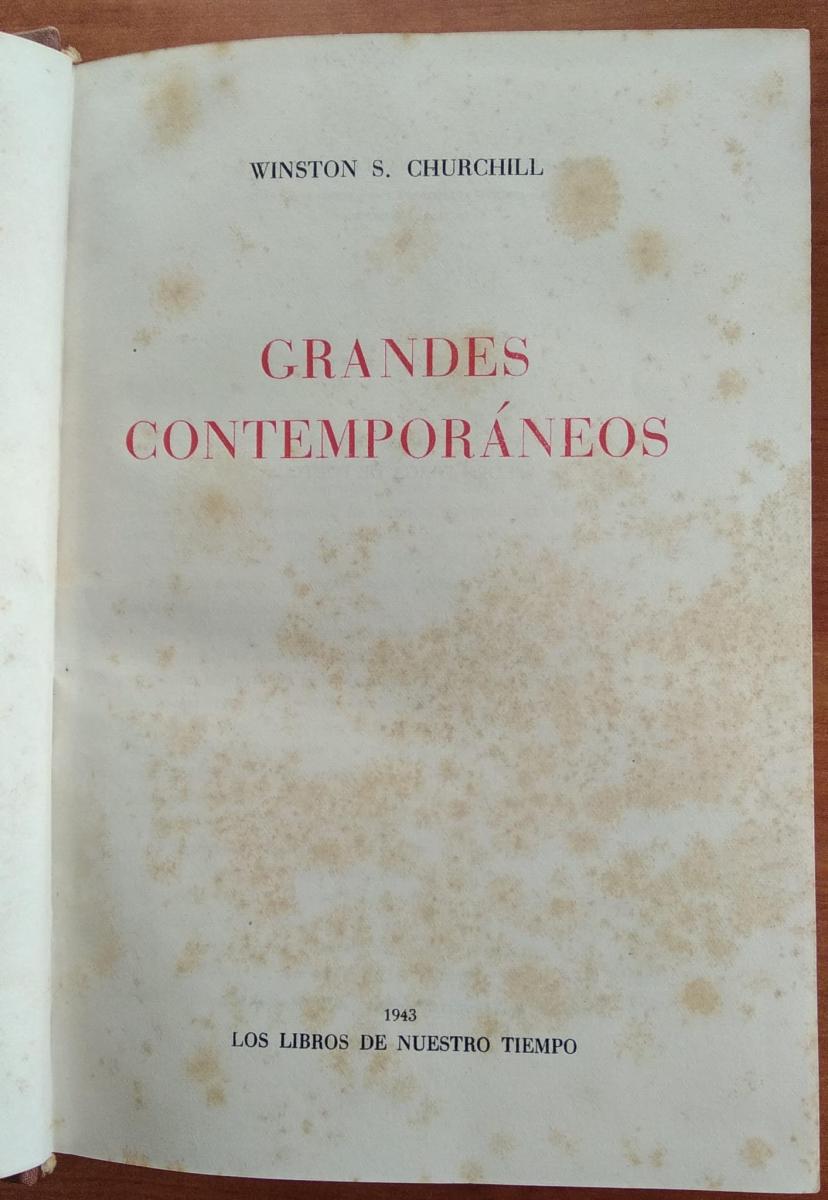 WINSTON S. CHURCHILL
GRANDES
CONTEMPORÁNEOS
1943
LOS LIBROS DE NUESTRO TIEMPO